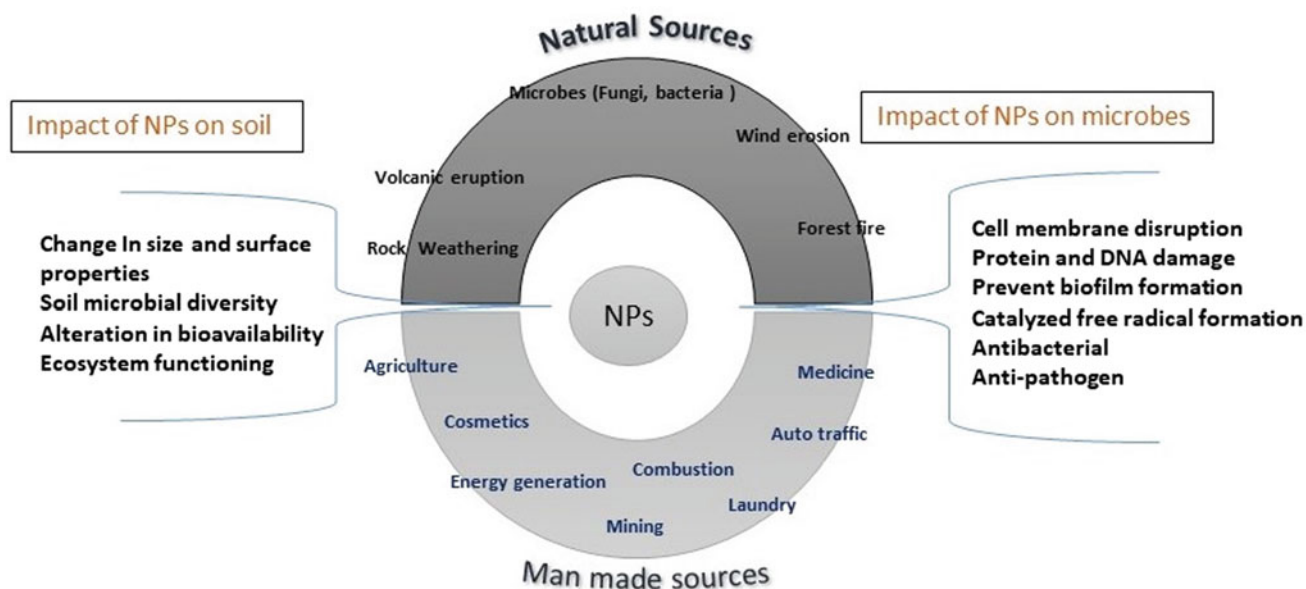 Natural Sources
Microbes (Fungi, bacteria )
Wind erosion
Volcanic eruption
Forest fire
Rock Weathering
Impact of NPs on soil
Change In size and surface
properties
Soil microbial diversity
Alteration in bioavailability
Ecosystem functioning
NPs
Impact of NPs on microbes
Cell membrane disruption
Protein and DNA damage
Prevent biofilm formation
Catalyzed free radical formation
Antibacterial
Anti-pathogen
Agriculture
Medicine
Cosmetics
Auto traffic
Combustion
Energy generation
Laundry
Mining
Man made sources